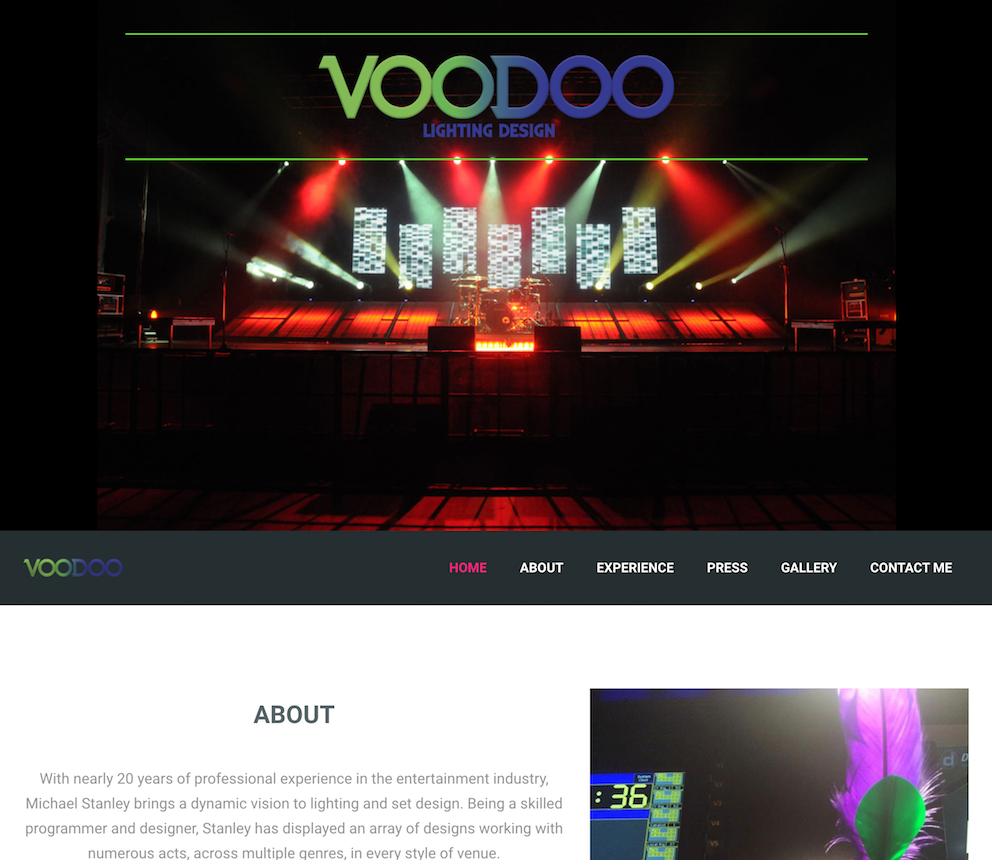 VOODOO
LIGHTING DESIGN
VOODOO
HOME ABOUT EXPERIENCE PRESS GALLERY CONTACT ME
ABOUT
With nearly 20 years of professional experience in the entertainment industry,
Michael Stanley brings a dynamic vision to lighting and set design. Being a skilled
programmer and designer, Stanley has displayed an array of designs working with
numerous acts, across multiple genres, in every style of venue.
: 36
d D